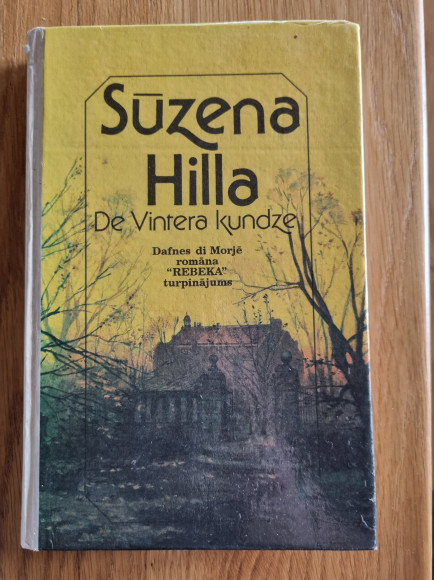 Sūzena
Hilla
De Vintera kundze
Dafnes di Morjē
romāna
"REBEKA"
turpinājums